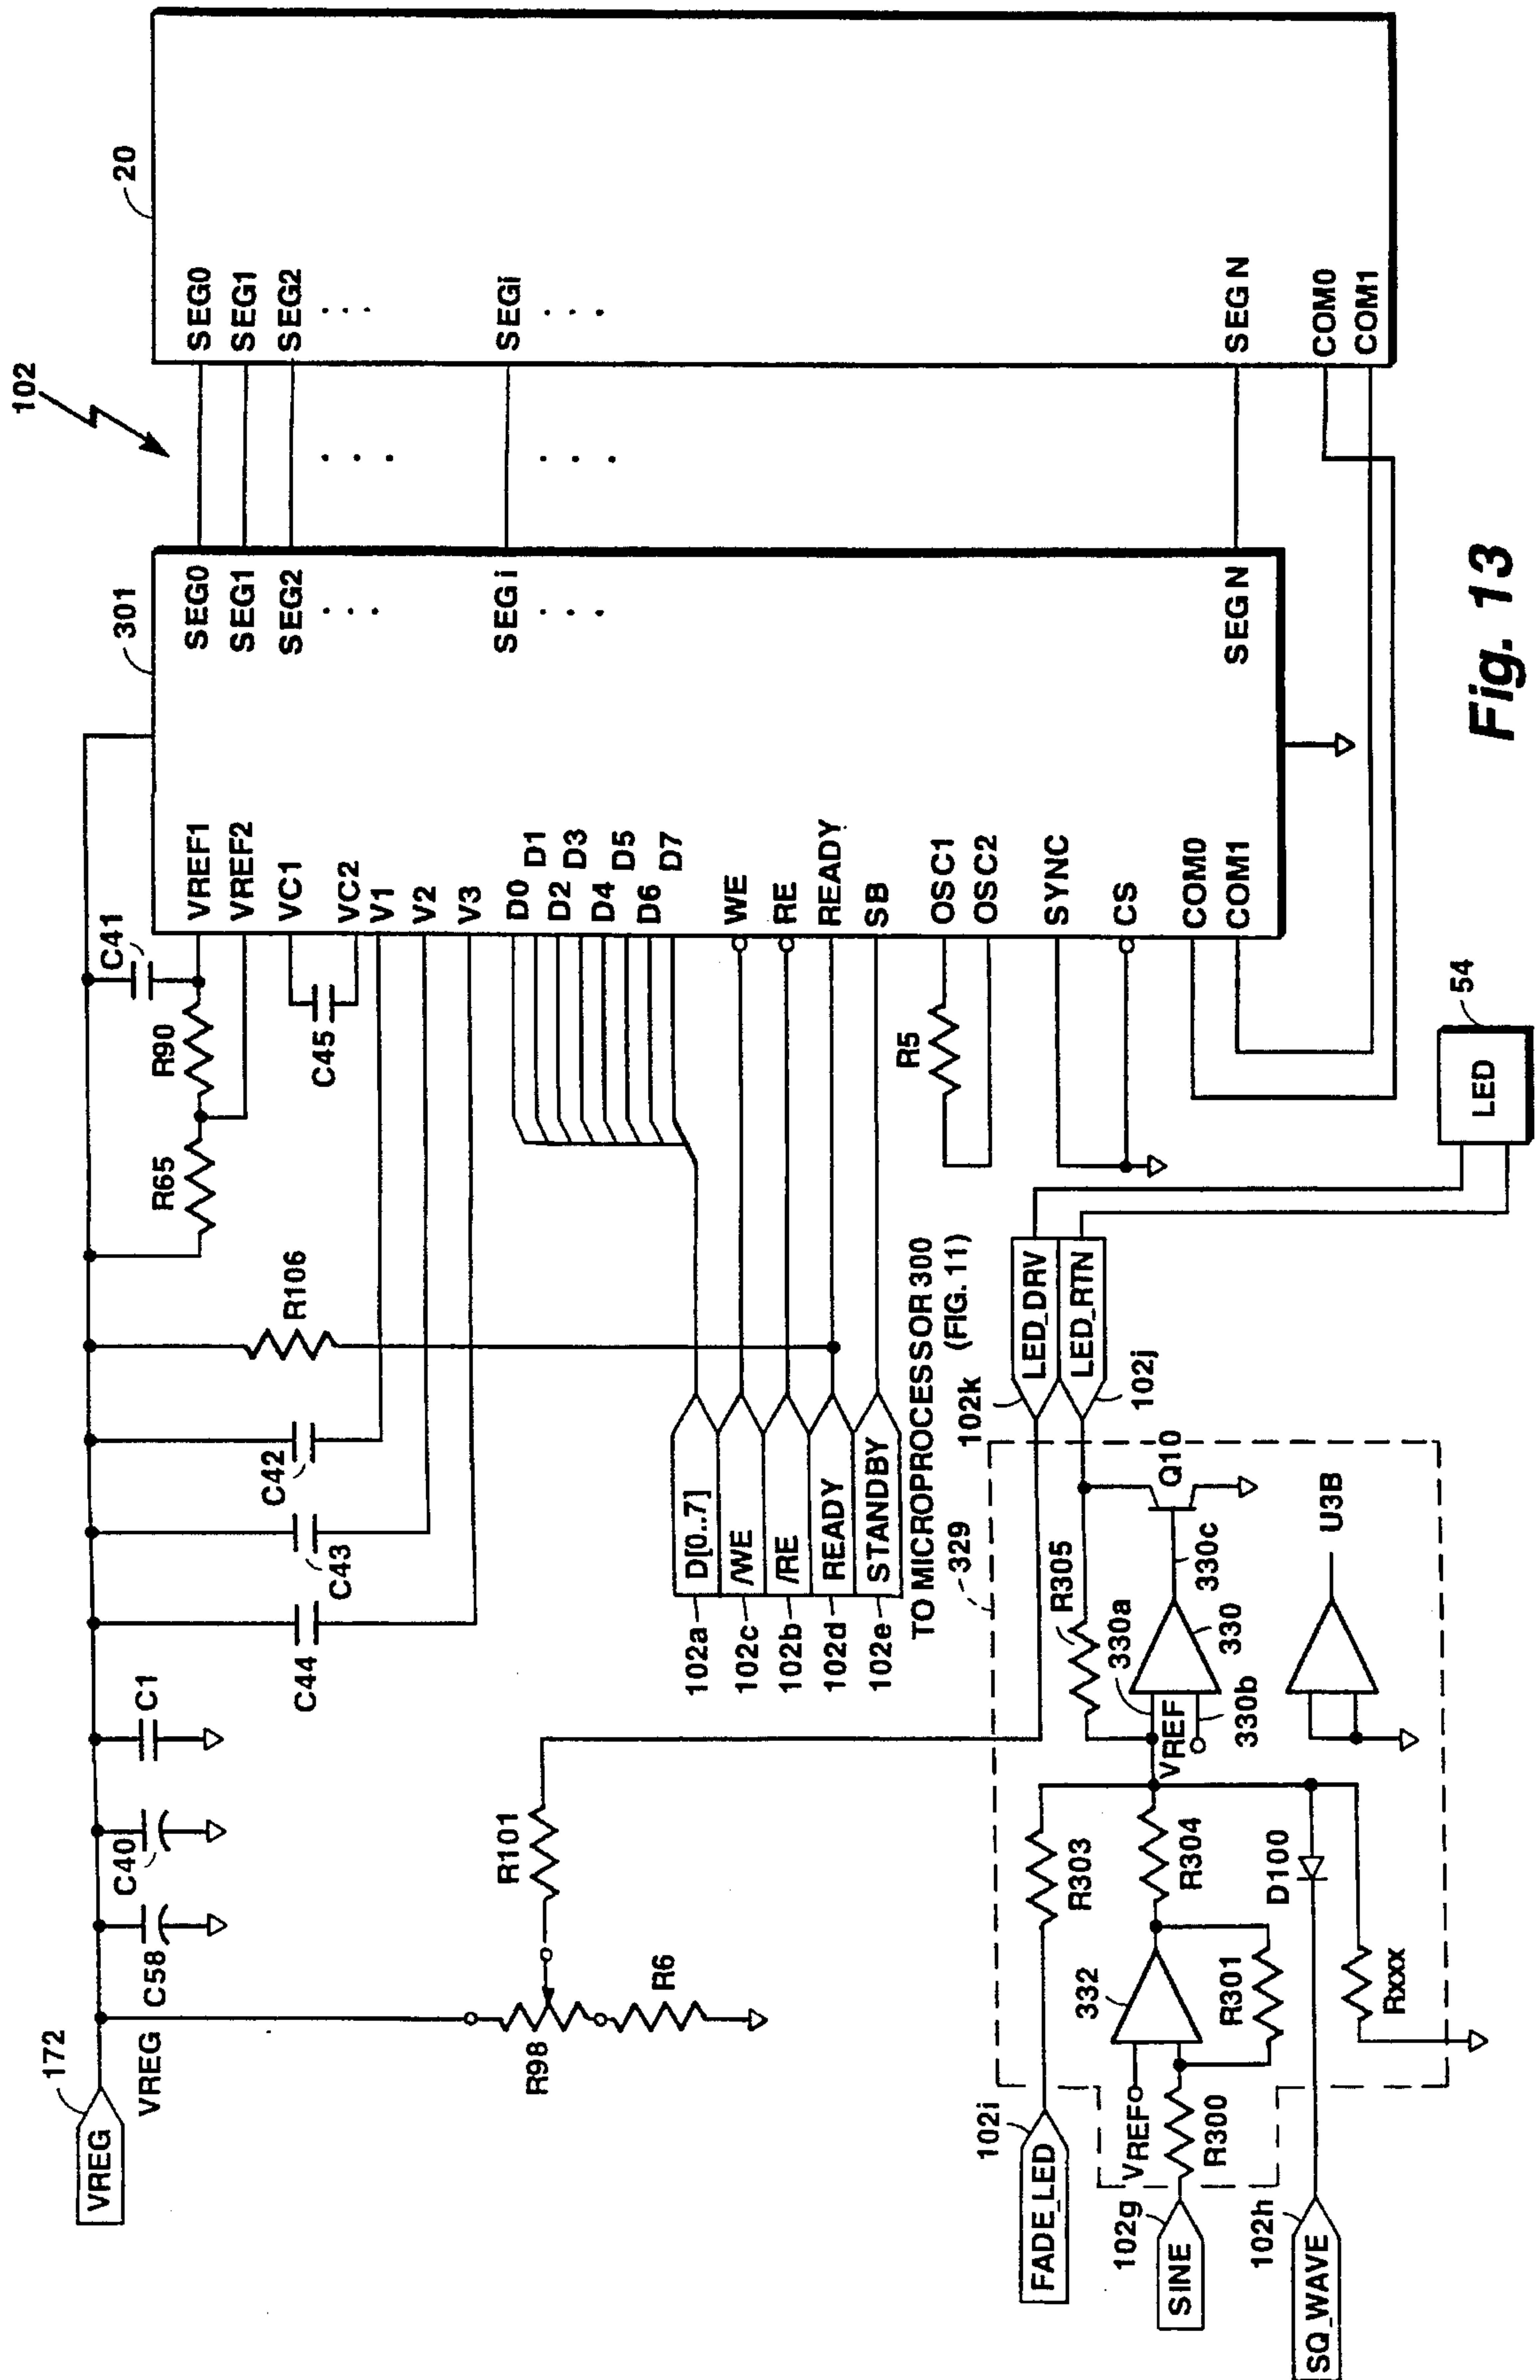 102
20
301
SEG0
SEG1
SEG2
. . .
SEGi
. . .
SEGN
COM0
COM1
SEG0
SEG1
SEG2
. . .
SEGi
. . .
SEGN
VREF1
VREF2
VC1
VC2
V1
V2
V3
D0
D1
D2
D3
D4
D5
D6
D7
WE
RE
READY
SB
OSC1
OSC2
SYNC
CS
COM0
COM1
C41
R90
R65
C45
R106
C42
C43
C44
C1
C40
C58
172
VREG
VREG
R5
102a
D[0..7]
102c
/WE
102b
/RE
102d
READY
102e
STANDBY
TO MICROPROCESSOR 300
(FIG. 11)
R101
R98
R6
102k
LED_DRV
LED_RTN
102j
LED
54
329
R305
Q10
330a
330c
330
VREF
330b
U3B
R303
R304
332
D100
R301
Rxxx
VREF
R300
102i
FADE_LED
102g
SINE
102h
SQ_WAVE
Fig. 13